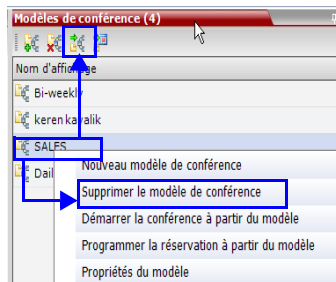 Modèles de conférence (4)
Nom d'affichage
Bi-weekly
keren kavalik
SALES
Dail
Nouveau modèle de conférence
Supprimer le modèle de conférence
Démarrer la conférence à partir du modèle
Programmer la réservation à partir du modèle
Propriétés du modèle